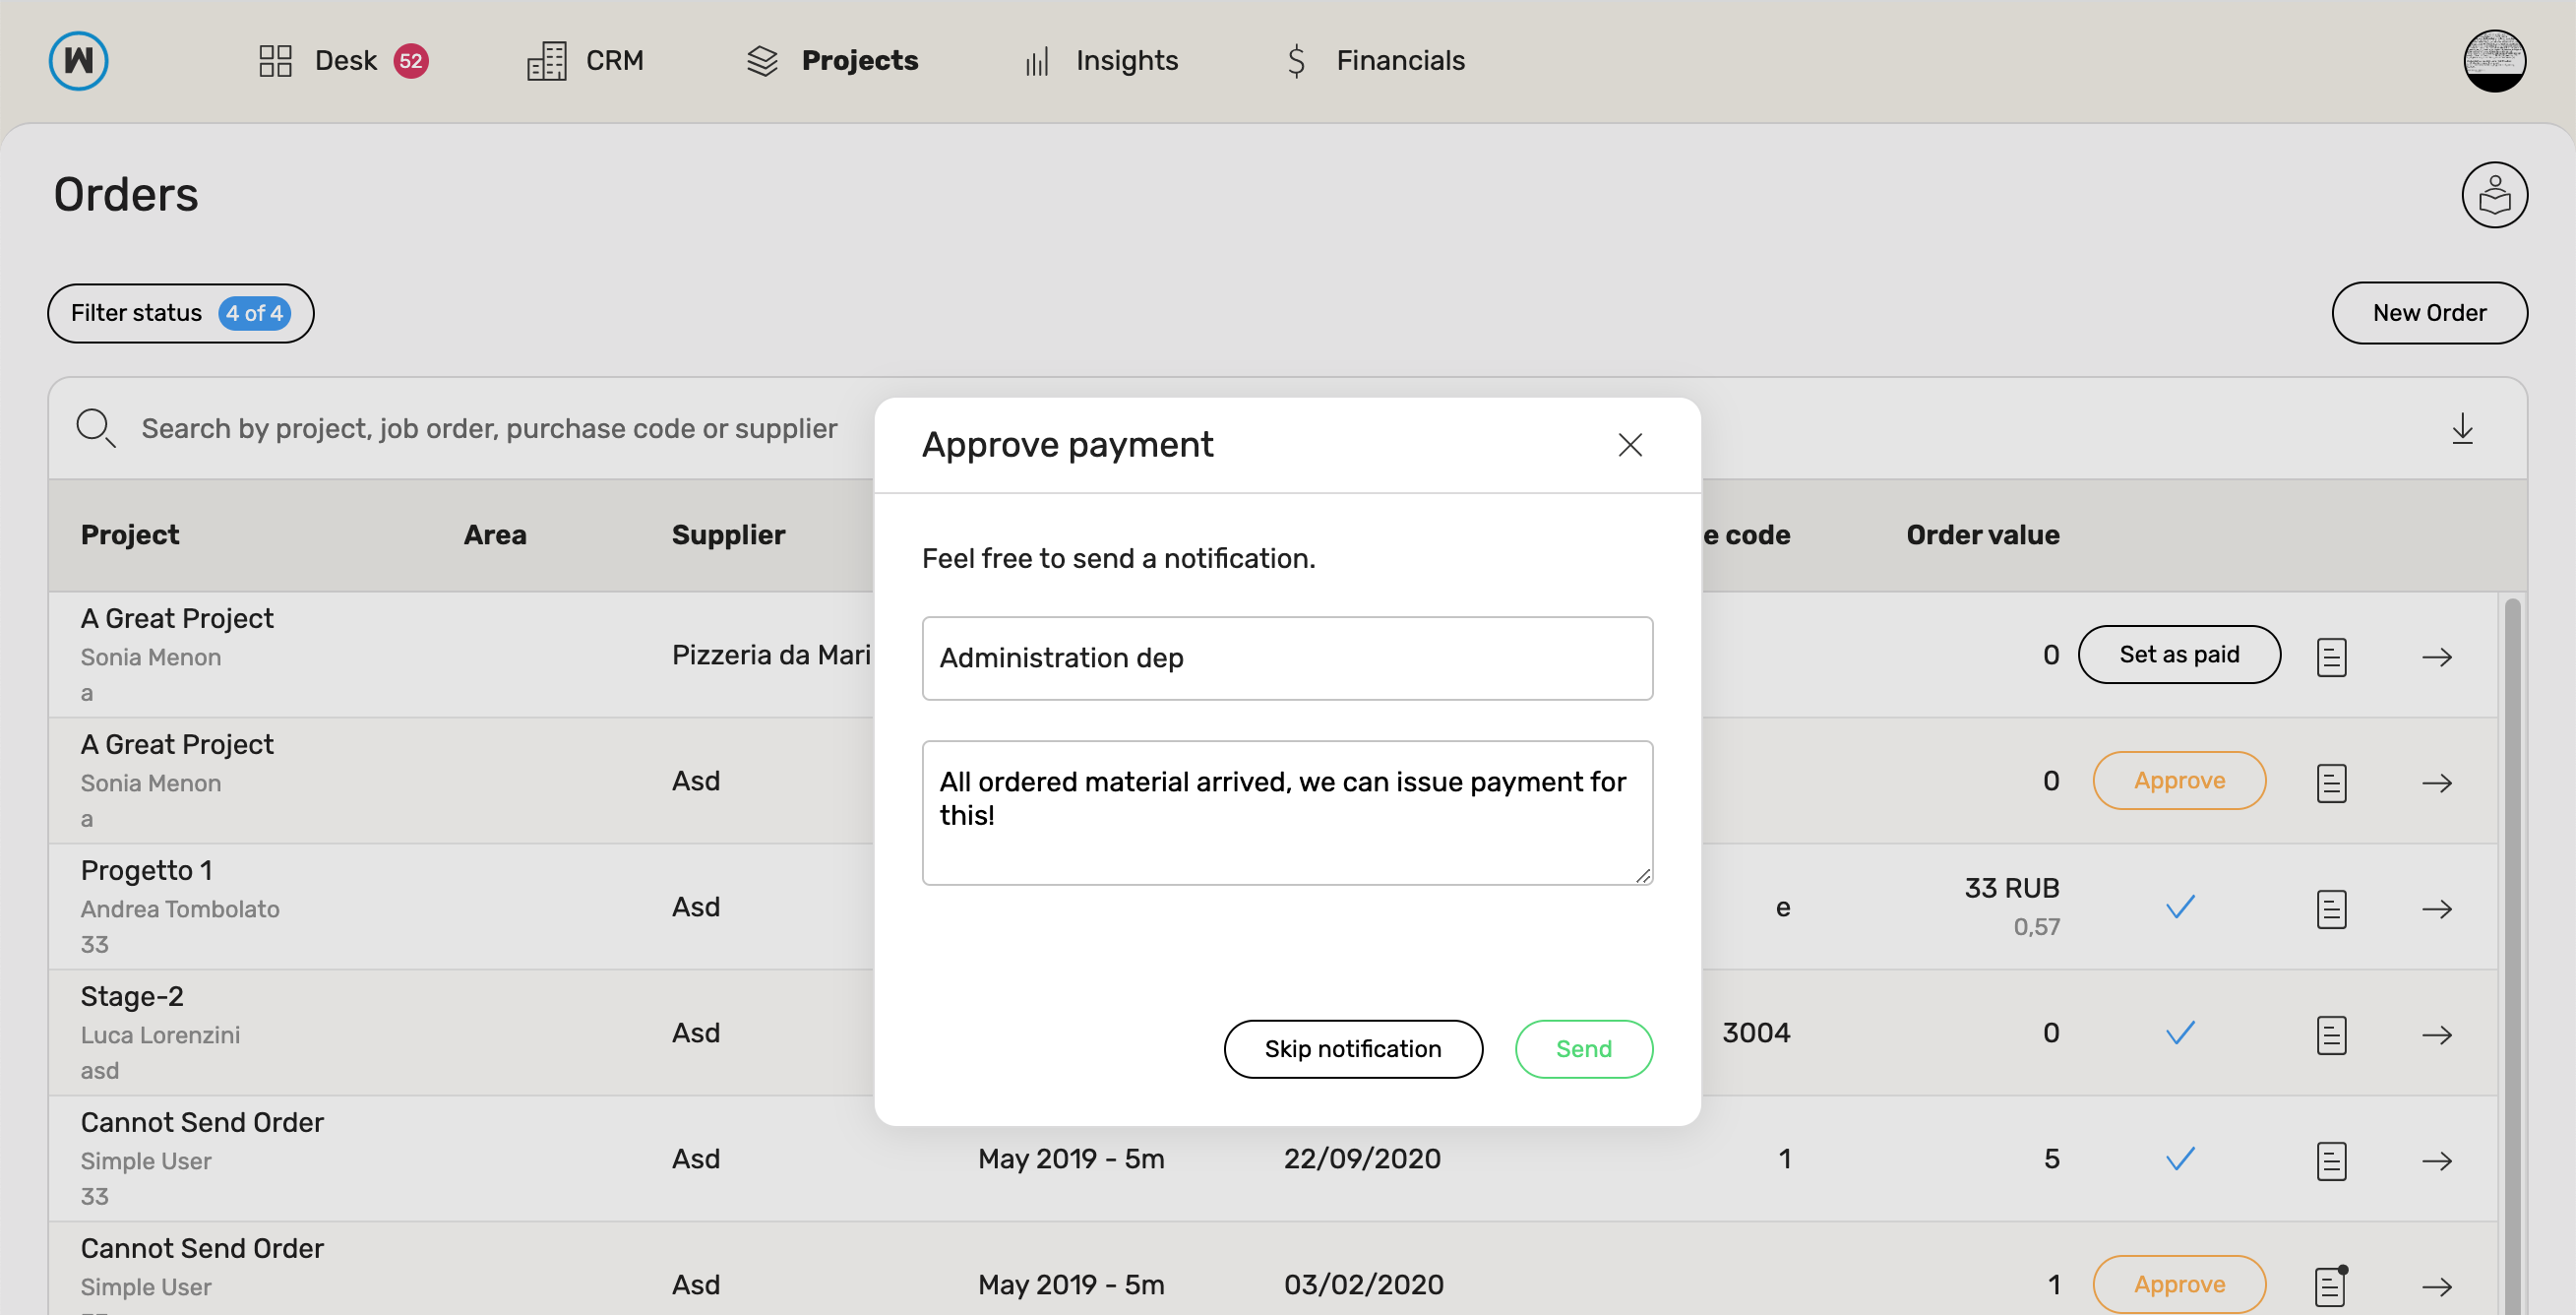 W
Desk 52
CRM
Projects
Insights
Financials
Orders
Filter status 4 of 4
New Order
Search by project, job order, purchase code or supplier
Project Area Supplier e code Order value
A Great Project
Sonia Menon
a
Pizzeria da Mari
0
Set as paid
A Great Project
Sonia Menon
a
Asd
0
Approve
Progetto 1
Andrea Tombolato
33
Asd
e
33 RUB
0,57
Stage-2
Luca Lorenzini
asd
Asd
3004
0
Cannot Send Order
Simple User
33
Asd
May 2019 - 5m
22/09/2020
1
5
Cannot Send Order
Simple User
Asd
May 2019 - 5m
03/02/2020
1
Approve
Approve payment
Feel free to send a notification.
Administration dep
All ordered material arrived, we can issue payment for
this!
Skip notification
Send